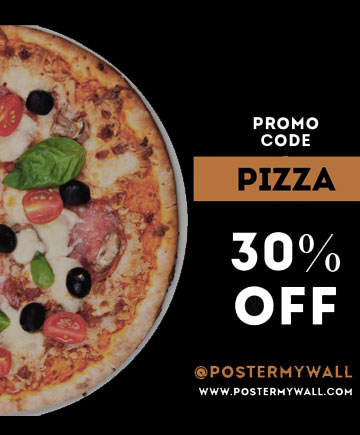 PROMO
CODE
PIZZA
30%
OFF
@POSTERMYWALL
WWW.POSTERMYWALL.COM